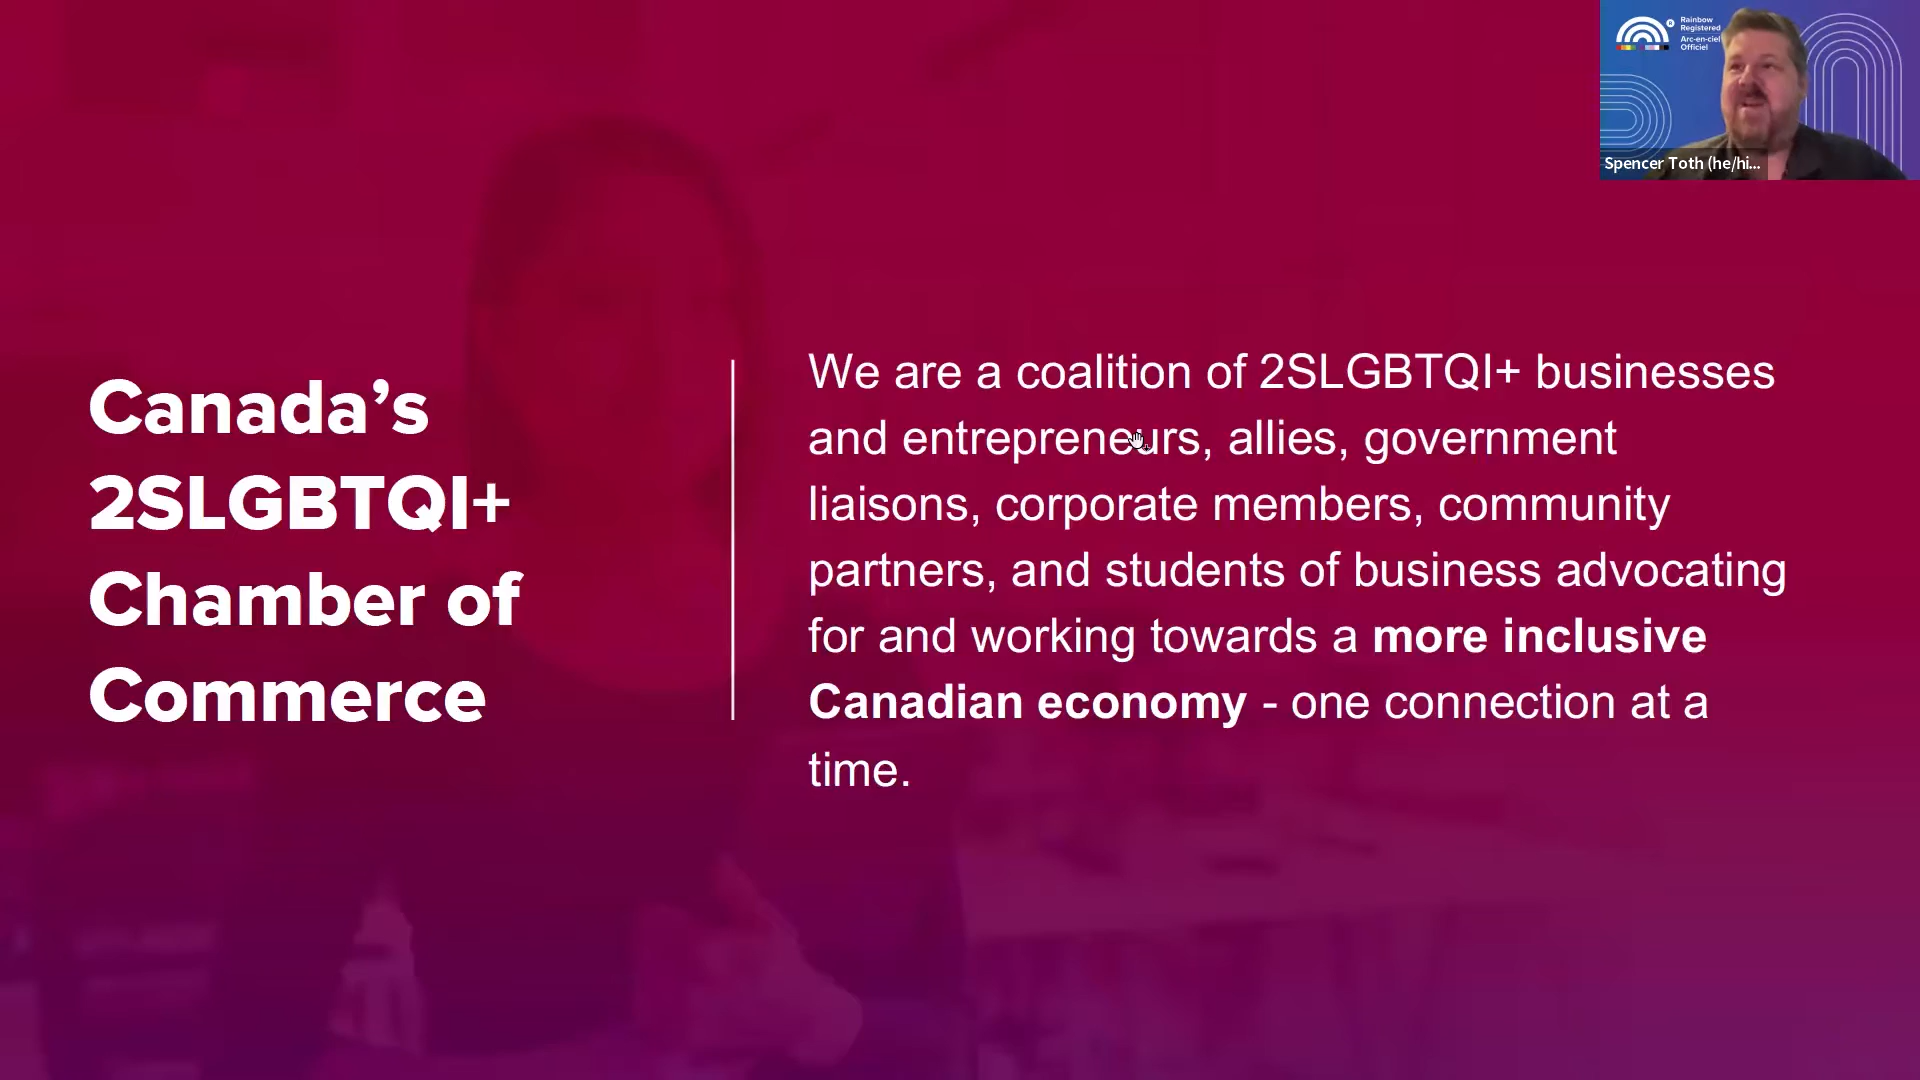 Rainbow
Registered
Arc-en-ciel
Officiel
Spencer Toth (he/hi...
Canada’s
2SLGBTQI+
Chamber of
Commerce
We are a coalition of 2SLGBTQI+ businesses
and entrepreneurs, allies, government
liaisons, corporate members, community
partners, and students of business advocating
for and working towards a more inclusive
Canadian economy - one connection at a
time.